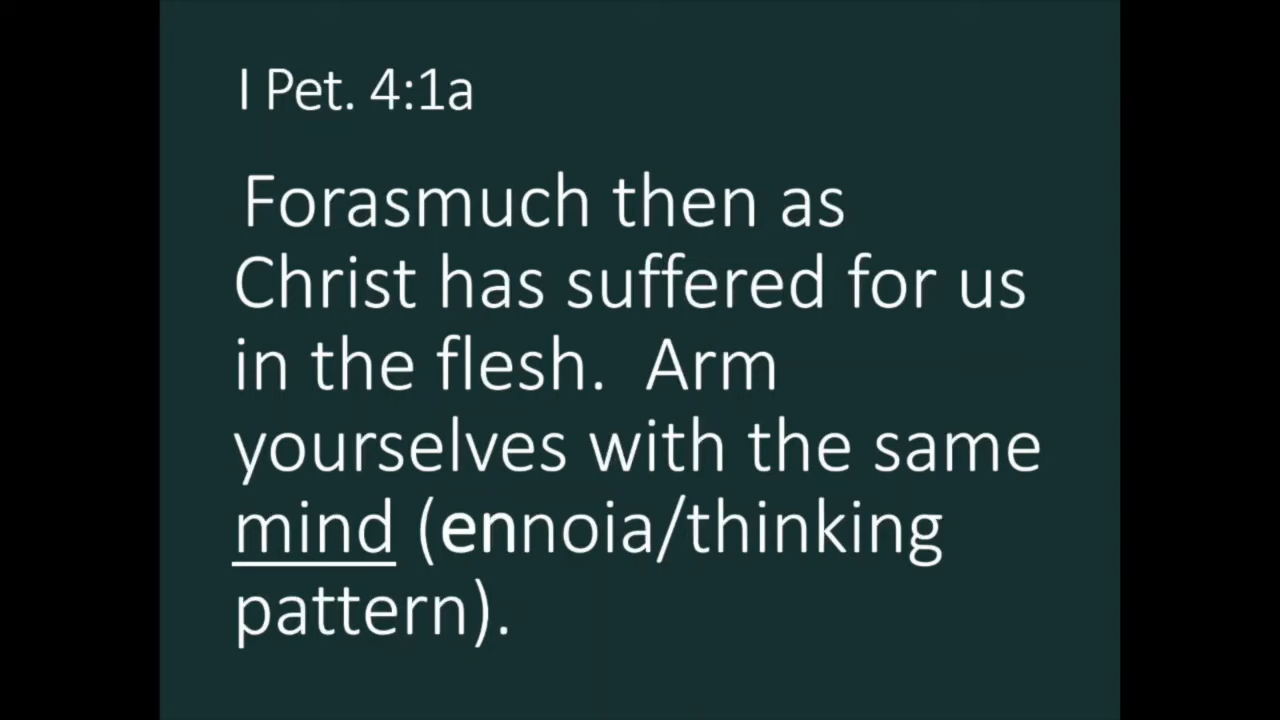 I Pet. 4:1a
Forasmuch then as
Christ has suffered for us
in the flesh.  Arm
yourselves with the same
mind (ennoia/thinking
pattern).